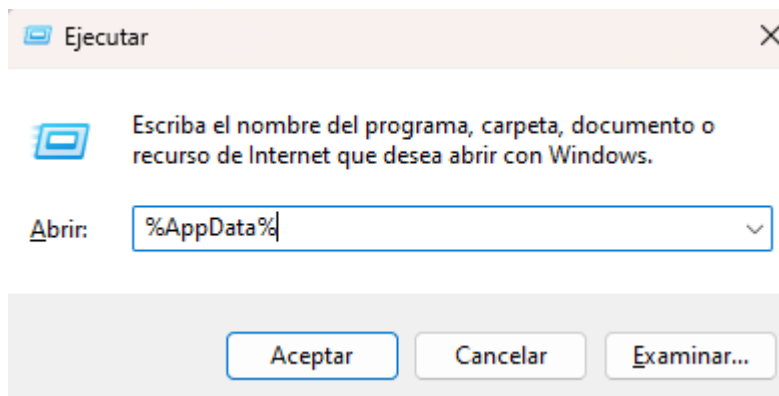 Ejecutar
Escriba el nombre del programa, carpeta, documento o
recurso de Internet que desea abrir con Windows.
Abrir: %AppData%
Aceptar Cancelar Examinar...